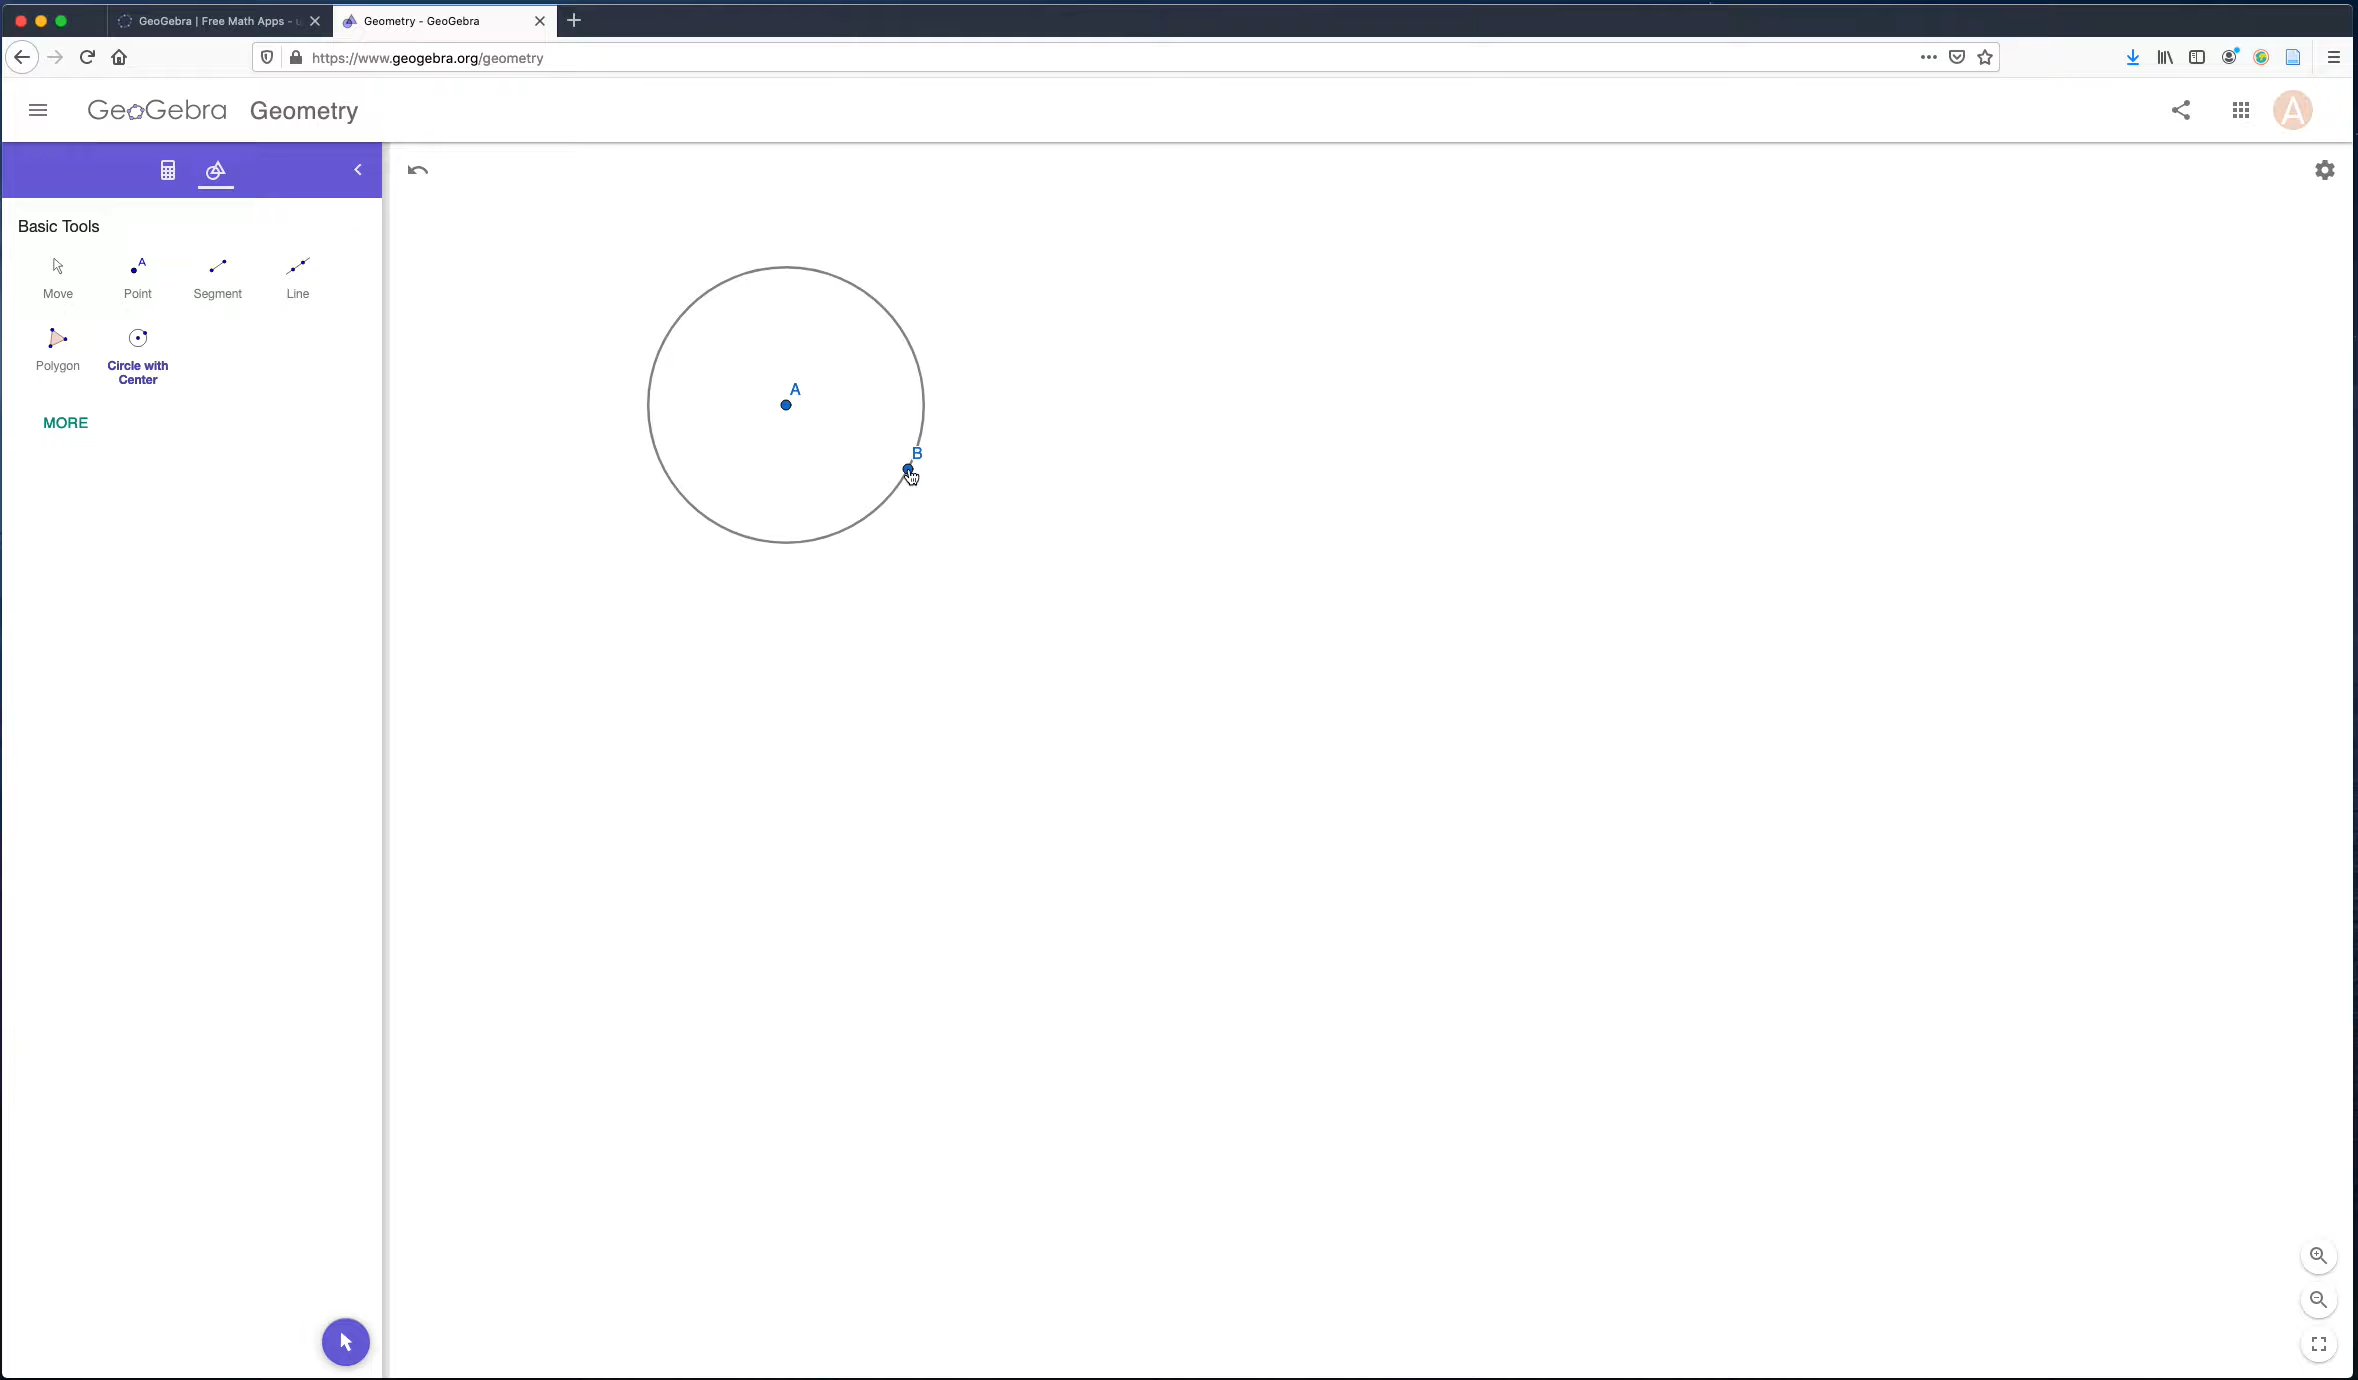 GeoGebra | Free Math Apps -
Geometry - GeoGebra
https://www.geogebra.org/geometry
GeoGebra Geometry
A
Basic Tools
A
Move Point Segment Line
Polygon Circle with
Center
MORE
A
B